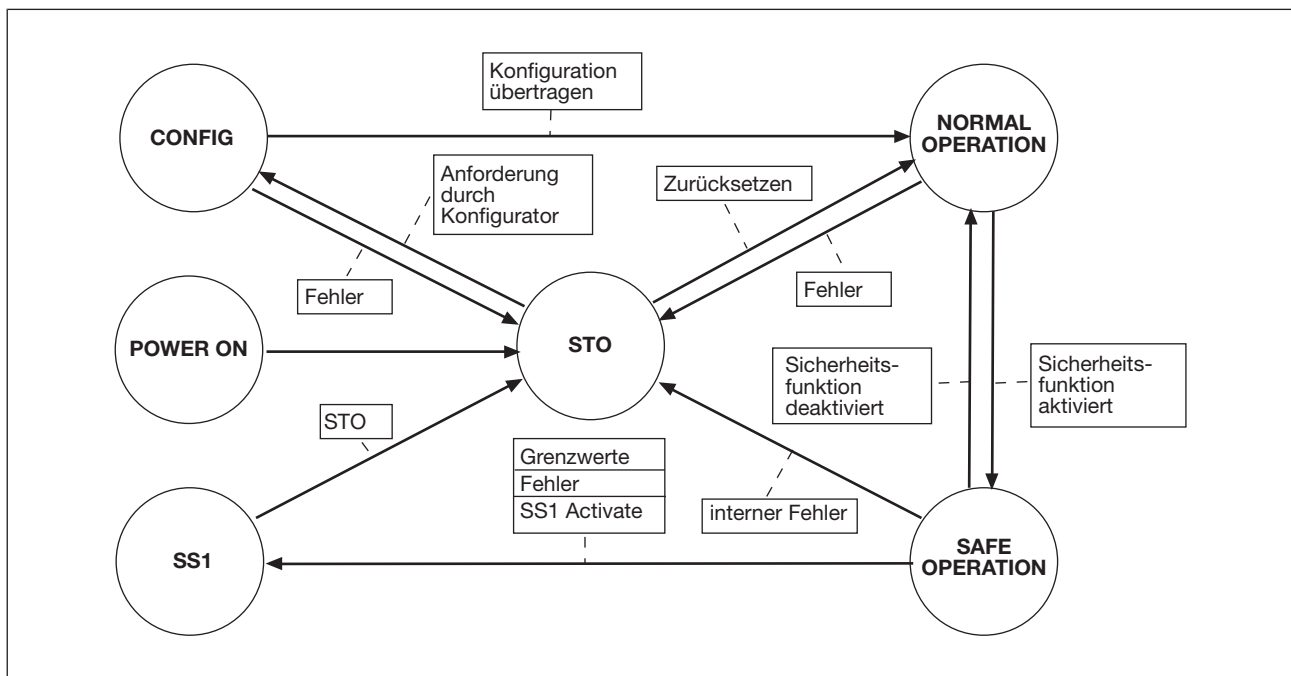 Konfiguration
übertragen
CONFIG
NORMAL
OPERATION
Anforderung
durch
Konfigurator
Zurücksetzen
Fehler
Fehler
POWER ON
STO
Sicherheits-
funktion
deaktiviert
Sicherheits-
funktion
aktiviert
STO
Grenzwerte
Fehler
SS1 Activate
interner Fehler
SS1
SAFE
OPERATION